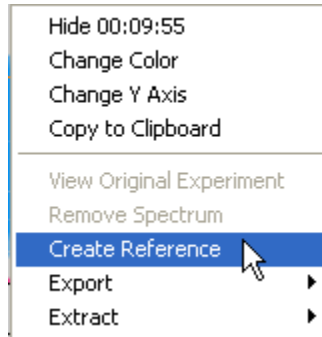 Hide 00:09:55
Change Color
Change Y Axis
Copy to Clipboard
View Original Experiment
Remove Spectrum
Create Reference
Export
Extract